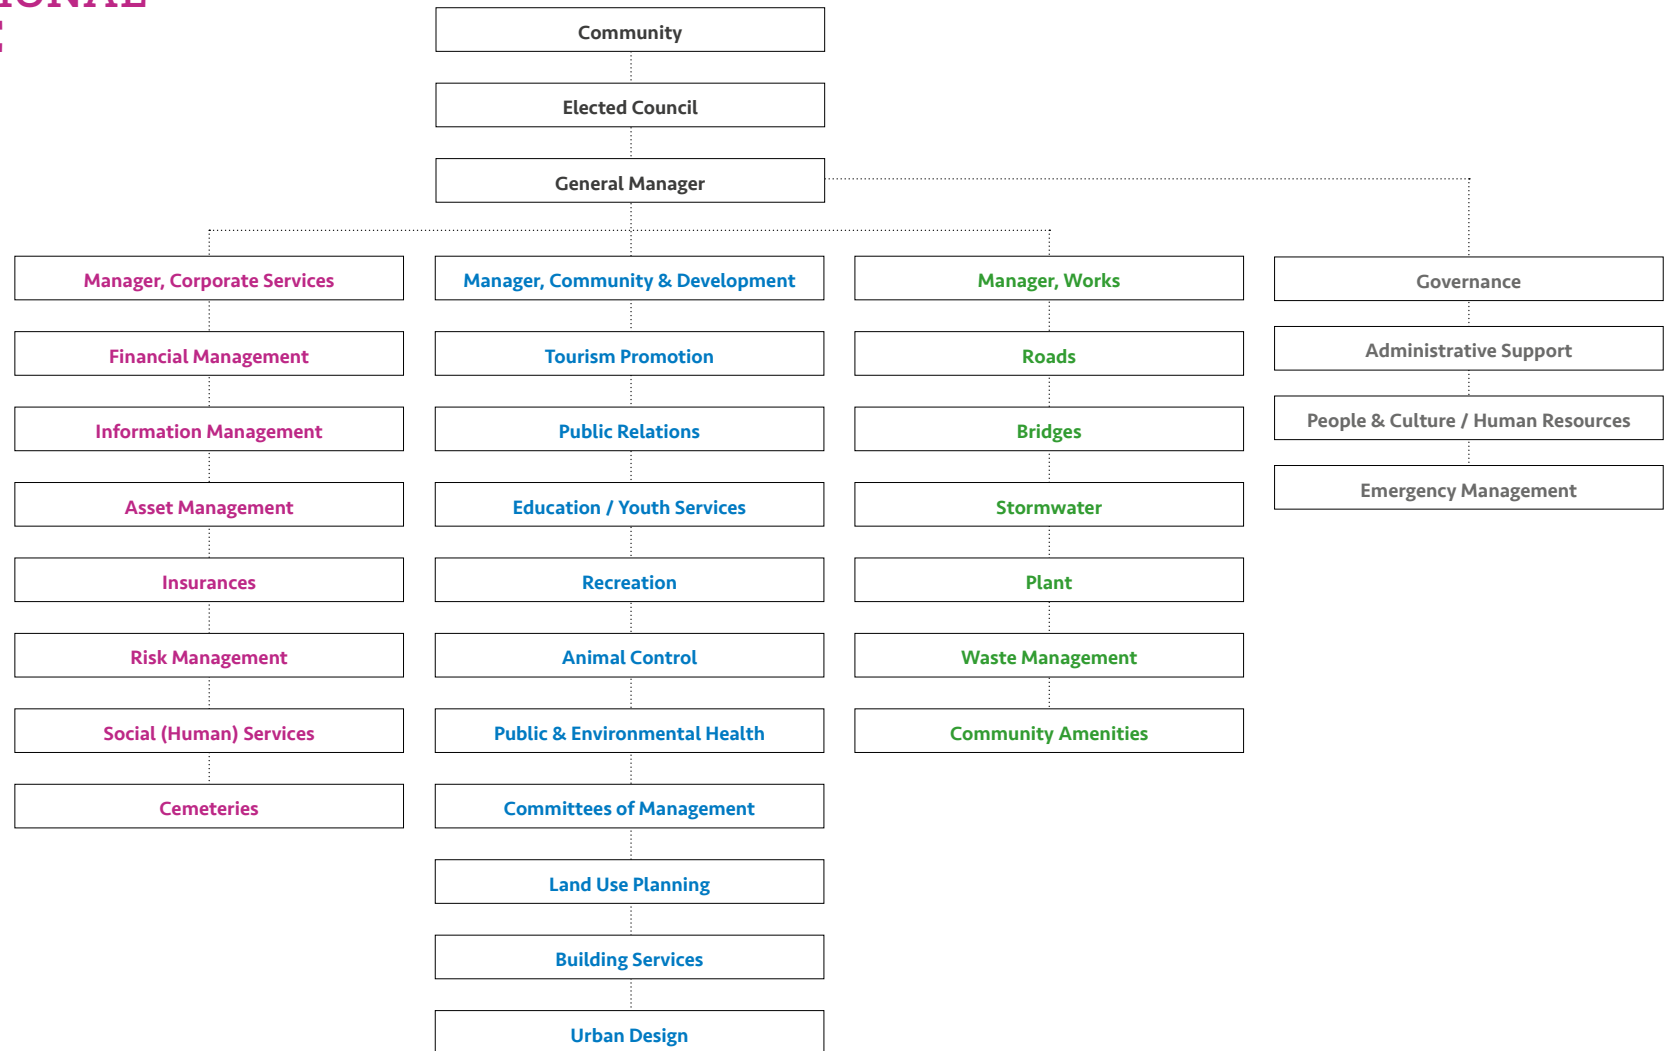 Community
Elected Council
General Manager
Manager, Corporate Services
Financial Management
Information Management
Asset Management
Insurances
Risk Management
Social (Human) Services
Cemeteries
Manager, Community & Development
Tourism Promotion
Public Relations
Education / Youth Services
Recreation
Animal Control
Public & Environmental Health
Committees of Management
Land Use Planning
Building Services
Urban Design
Manager, Works
Roads
Bridges
Stormwater
Plant
Waste Management
Community Amenities
Governance
Administrative Support
People & Culture / Human Resources
Emergency Management